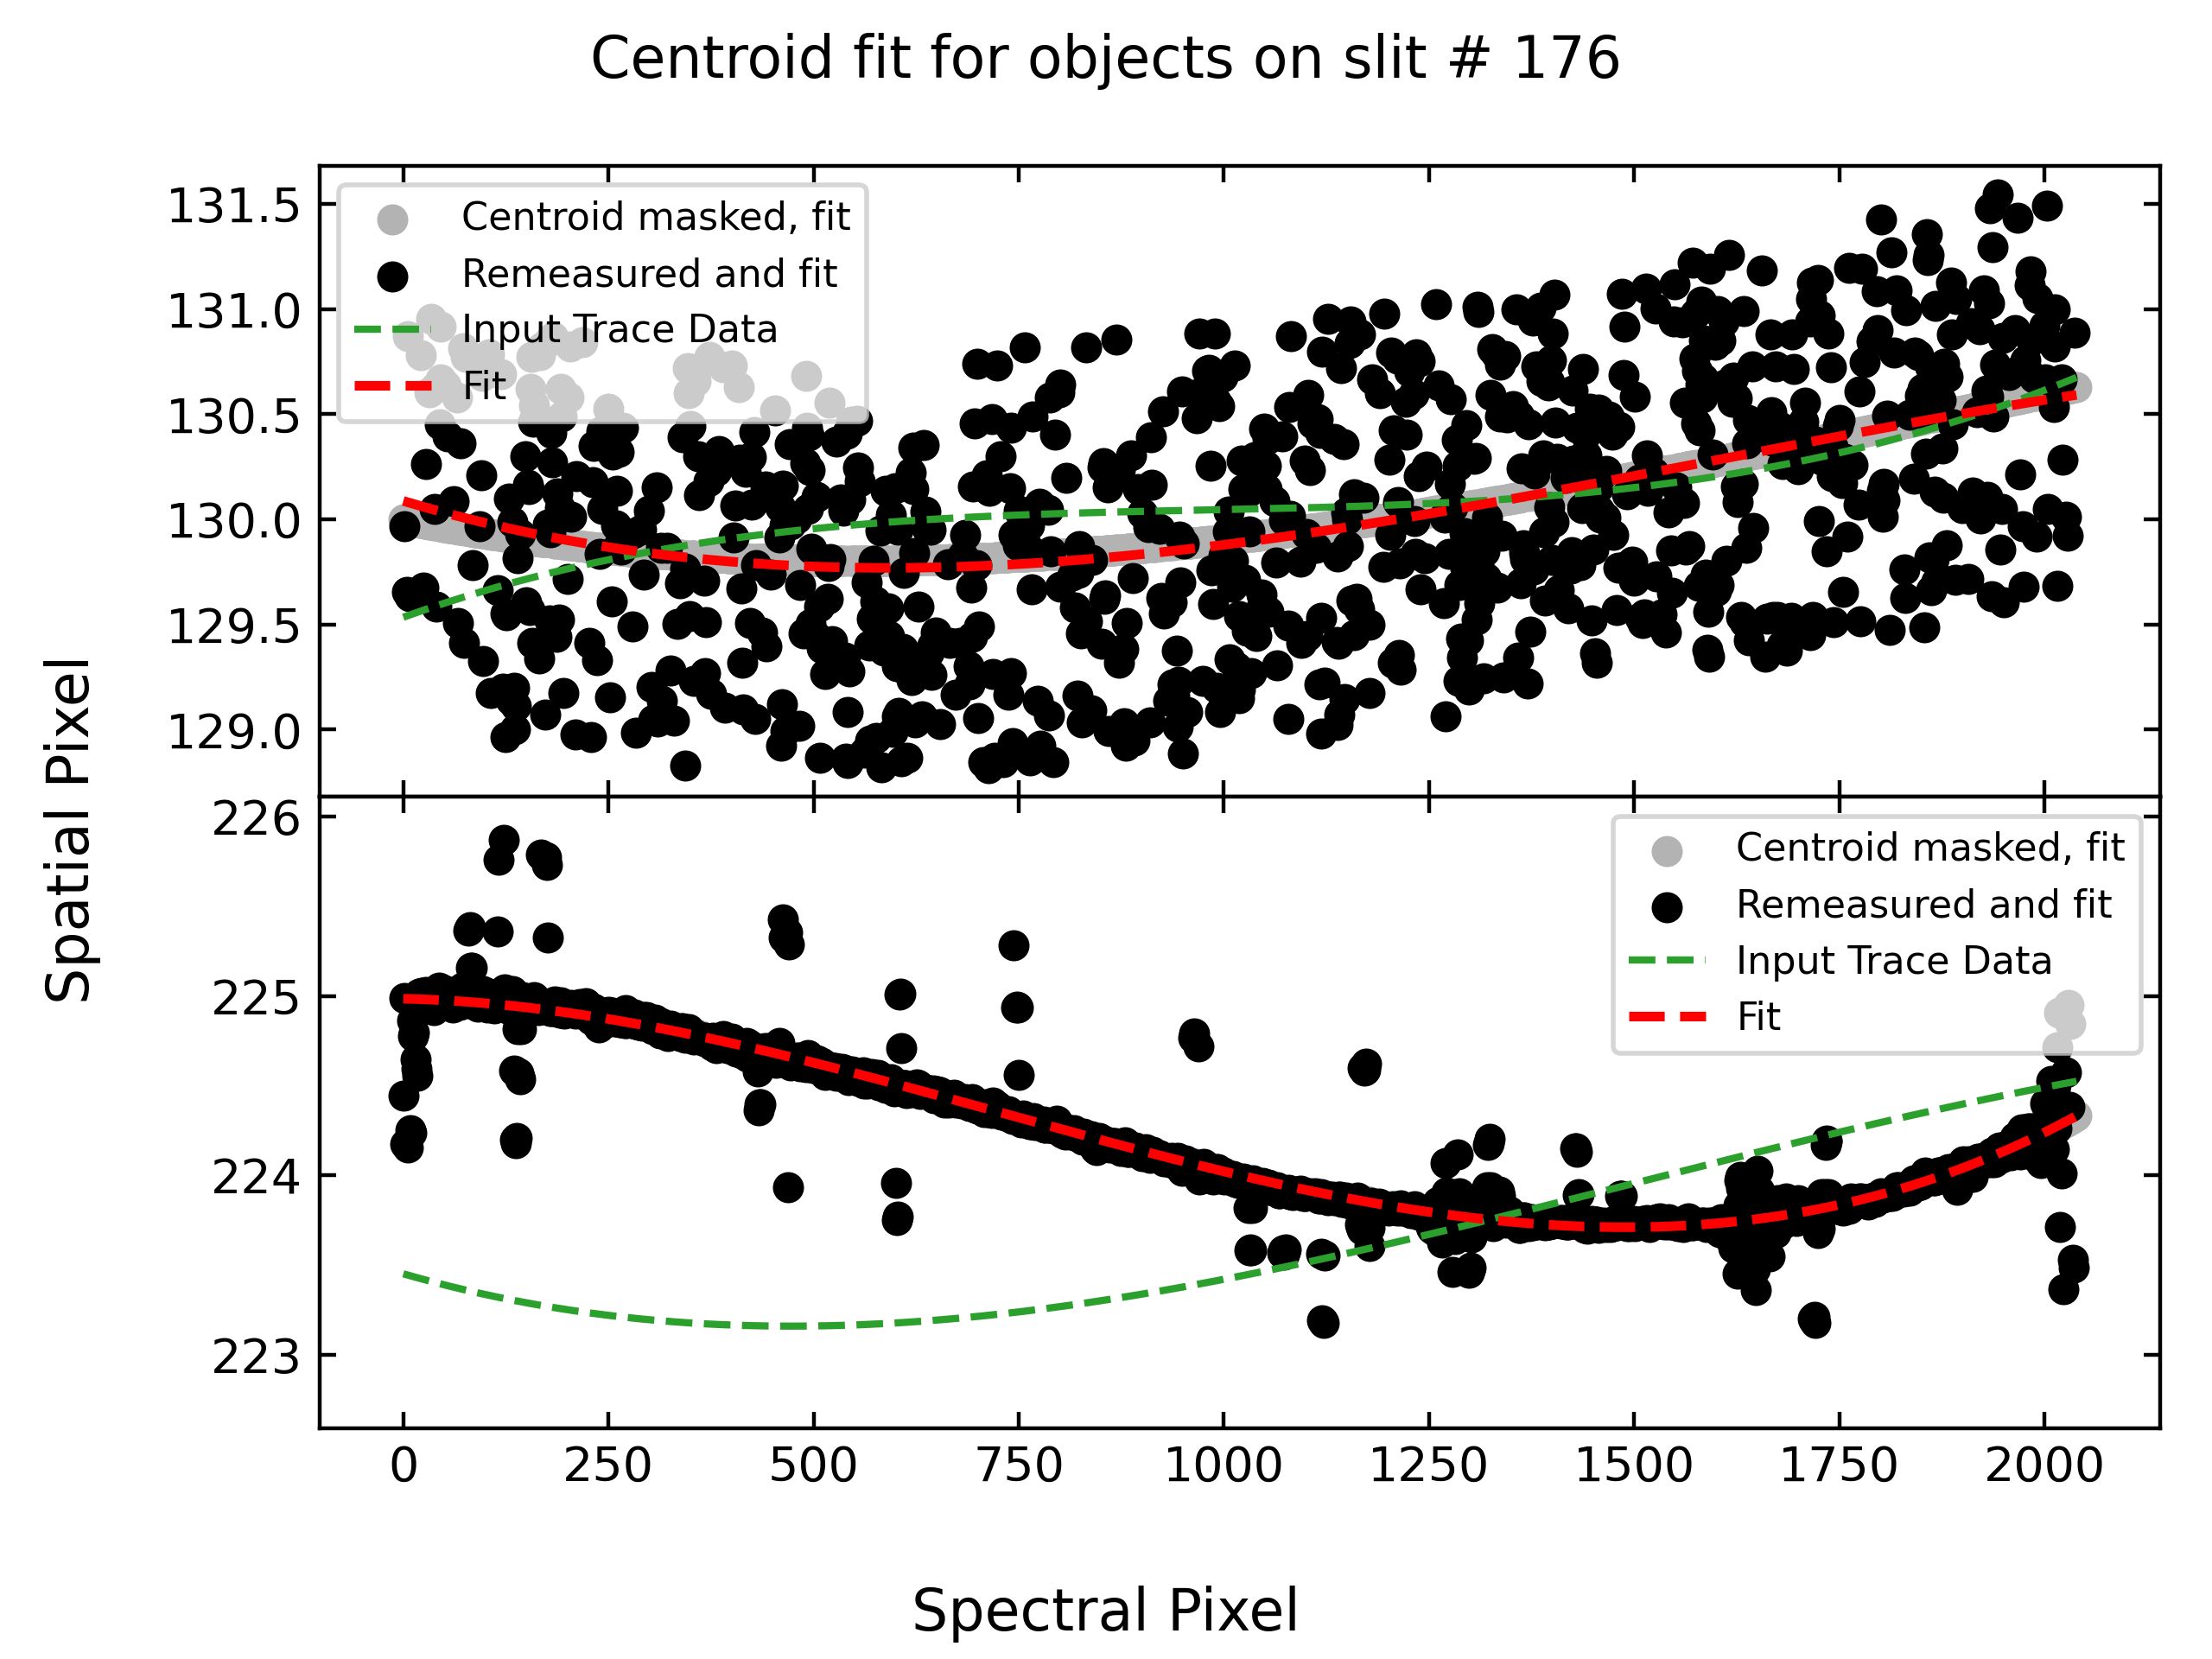 Centroid fit for objects on slit # 176
131.5
131.0
130.5
130.0
129.5
129.0
Centroid masked, fit
Remeasured and fit
Input Trace Data
Fit
Spatial Pixel
226
225
224
223
Centroid masked, fit
Remeasured and fit
Input Trace Data
Fit
0 250 500 750 1000 1250 1500 1750 2000
Spectral Pixel